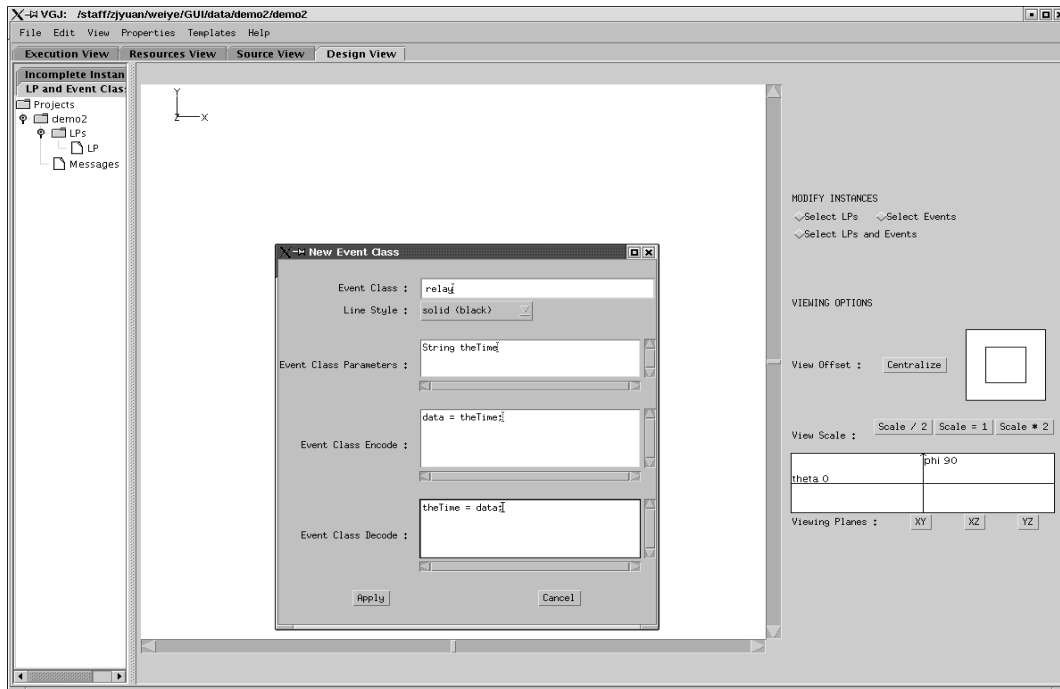 VGJ: /staff/zjyuan/weiye/GUI/data/demo2/demo2
File Edit View Properties Templates Help
Execution View Resources View Source View Design View
Incomplete Instan
LP and Event Clas
Projects
demo2
LPs
LP
Messages
Y
Z X
New Event Class
Event Class : relay
Line Style : solid (black)
Event Class Parameters : String theTime
Event Class Encode : data = theTime;
Event Class Decode : theTime = data;
Apply Cancel
MODIFY INSTANCES
Select LPs Select Events
Select LPs and Events
VIEWING OPTIONS
View Offset : Centralize
View Scale : Scale / 2 Scale = 1 Scale * 2
phi 90
theta 0
Viewing Planes : XY XZ YZ